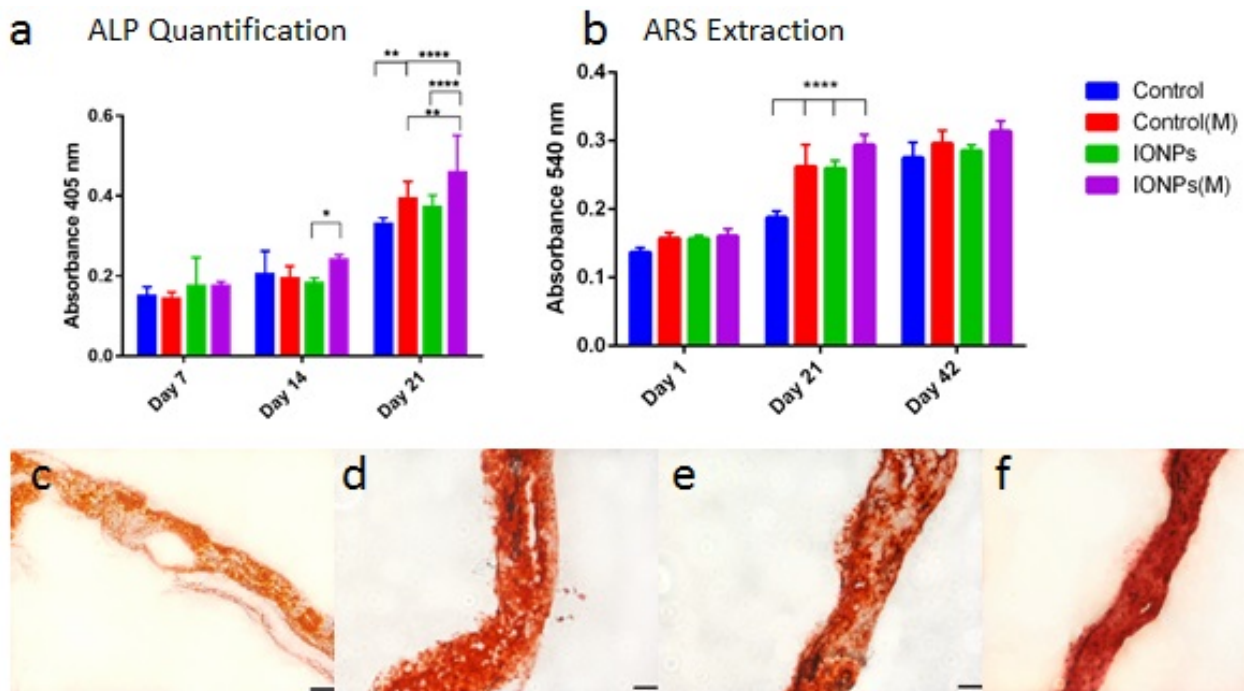 a ALP Quantification
** ****
****
**
*
Absorbance 405 nm
0.6
0.4
0.2
0.0
Day 7 Day 14 Day 21
b ARS Extraction
****
Absorbance 540 nm
0.4
0.3
0.2
0.1
0.0
Day 1 Day 21 Day 42
Control
Control(M)
IONPs
IONPs(M)
c d e f